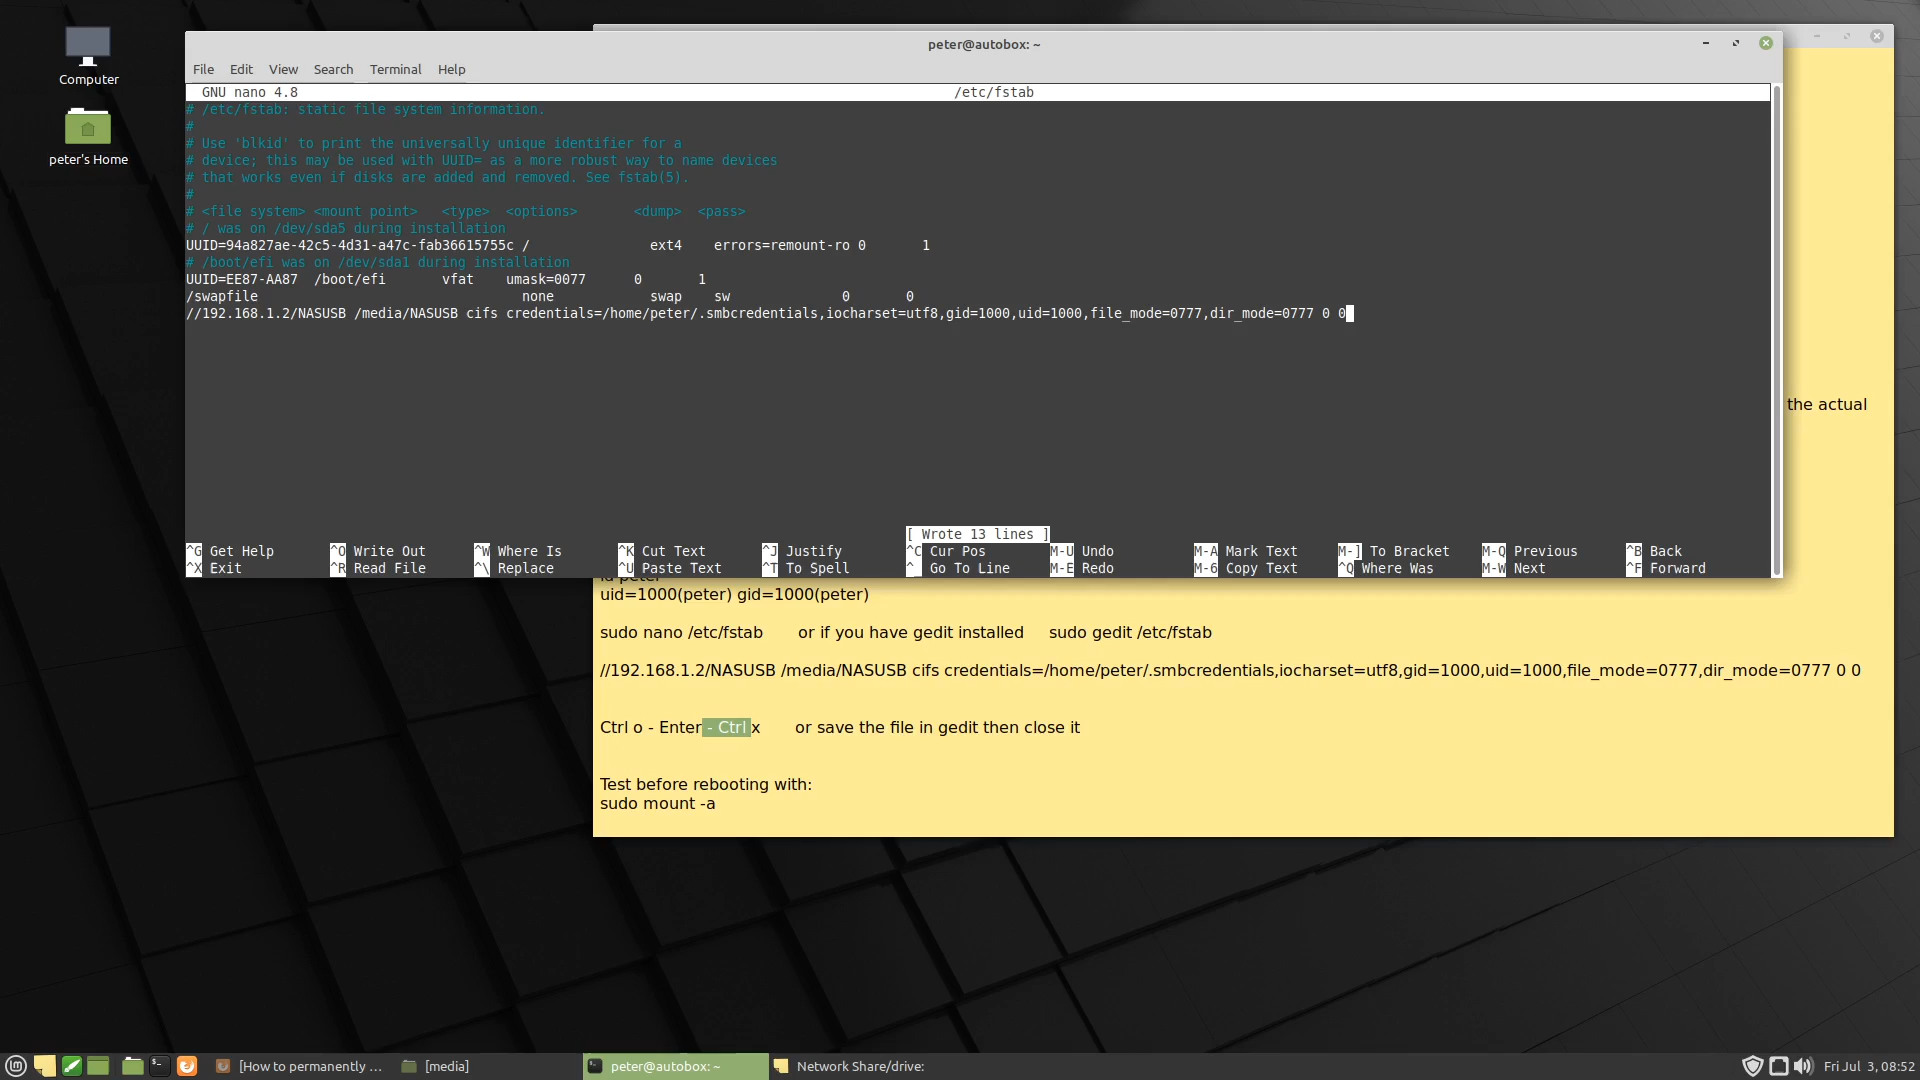 Computer
peter's Home
peter@autobox: ~
File Edit View Search Terminal Help
GNU nano 4.8 /etc/fstab
# /etc/fstab: static file system information.
#
# Use 'blkid' to print the universally unique identifier for a
# device; this may be used with UUID= as a more robust way to name devices
# that works even if disks are added and removed. See fstab(5).
#
# <file system> <mount point>   <type>  <options>       <dump>  <pass>
# / was on /dev/sda5 during installation
UUID=94a827ae-42c5-4d31-a47c-fab36615755c /               ext4    errors=remount-ro 0       1
# /boot/efi was on /dev/sda1 during installation
UUID=EE87-AA87  /boot/efi       vfat    umask=0077      0       1
/swapfile                                 none            swap    sw              0       0
//192.168.1.2/NASUSB /media/NASUSB cifs credentials=/home/peter/.smbcredentials,iocharset=utf8,gid=1000,uid=1000,file_mode=0777,dir_mode=0777 0 0
[ Wrote 13 lines ]
^G Get Help ^O Write Out ^W Where Is ^K Cut Text ^J Justify ^C Cur Pos M-U Undo M-A Mark Text M-] To Bracket M-Q Previous ^B Back
^X Exit ^R Read File ^\ Replace ^U Paste Text ^T To Spell ^_ Go To Line M-E Redo M-6 Copy Text ^Q Where Was M-W Next ^F Forward
the actual
id peter
uid=1000(peter) gid=1000(peter)
sudo nano /etc/fstab or if you have gedit installed sudo gedit /etc/fstab
//192.168.1.2/NASUSB /media/NASUSB cifs credentials=/home/peter/.smbcredentials,iocharset=utf8,gid=1000,uid=1000,file_mode=0777,dir_mode=0777 0 0
Ctrl o - Enter - Ctrl x or save the file in gedit then close it
Test before rebooting with:
sudo mount -a
[How to permanently ... [media] peter@autobox: ~ Network Share/drive: Fri Jul 3, 08:52